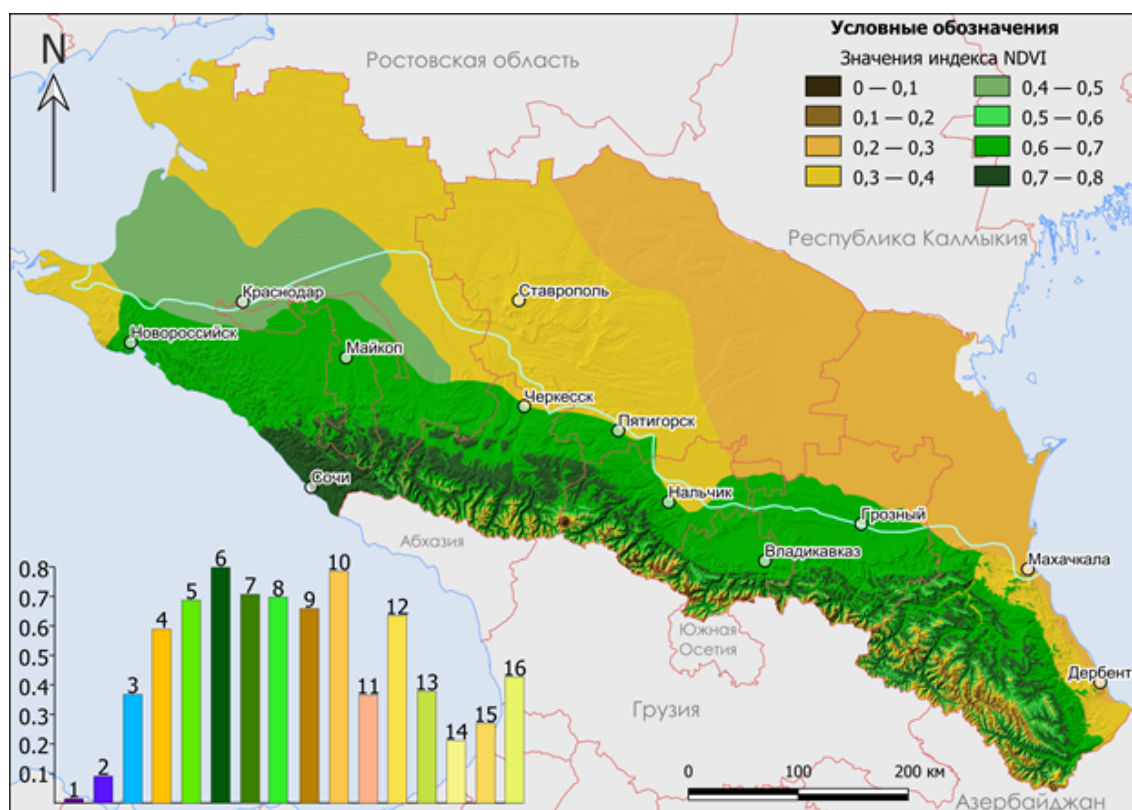 Условные обозначения
Значения индекса NDVI
0 — 0,1
0,1 — 0,2
0,2 — 0,3
0,3 — 0,4
0,4 — 0,5
0,5 — 0,6
0,6 — 0,7
0,7 — 0,8
N
Ростовская область
Республика Калмыкия
Краснодар
Ставрополь
Новороссийск
Майкоп
Черкесск
Пятигорск
Сочи
Нальчик
Грозный
Владикавказ
Махачкала
Абхазия
Южная
Осетия
Дербент
Грузия
Азербайджан
0 100 200 км
0.8
0.7
0.6
0.5
0.4
0.3
0.2
0.1
1 2 3 4 5 6 7 8 9 10 11 12 13 14 15 16